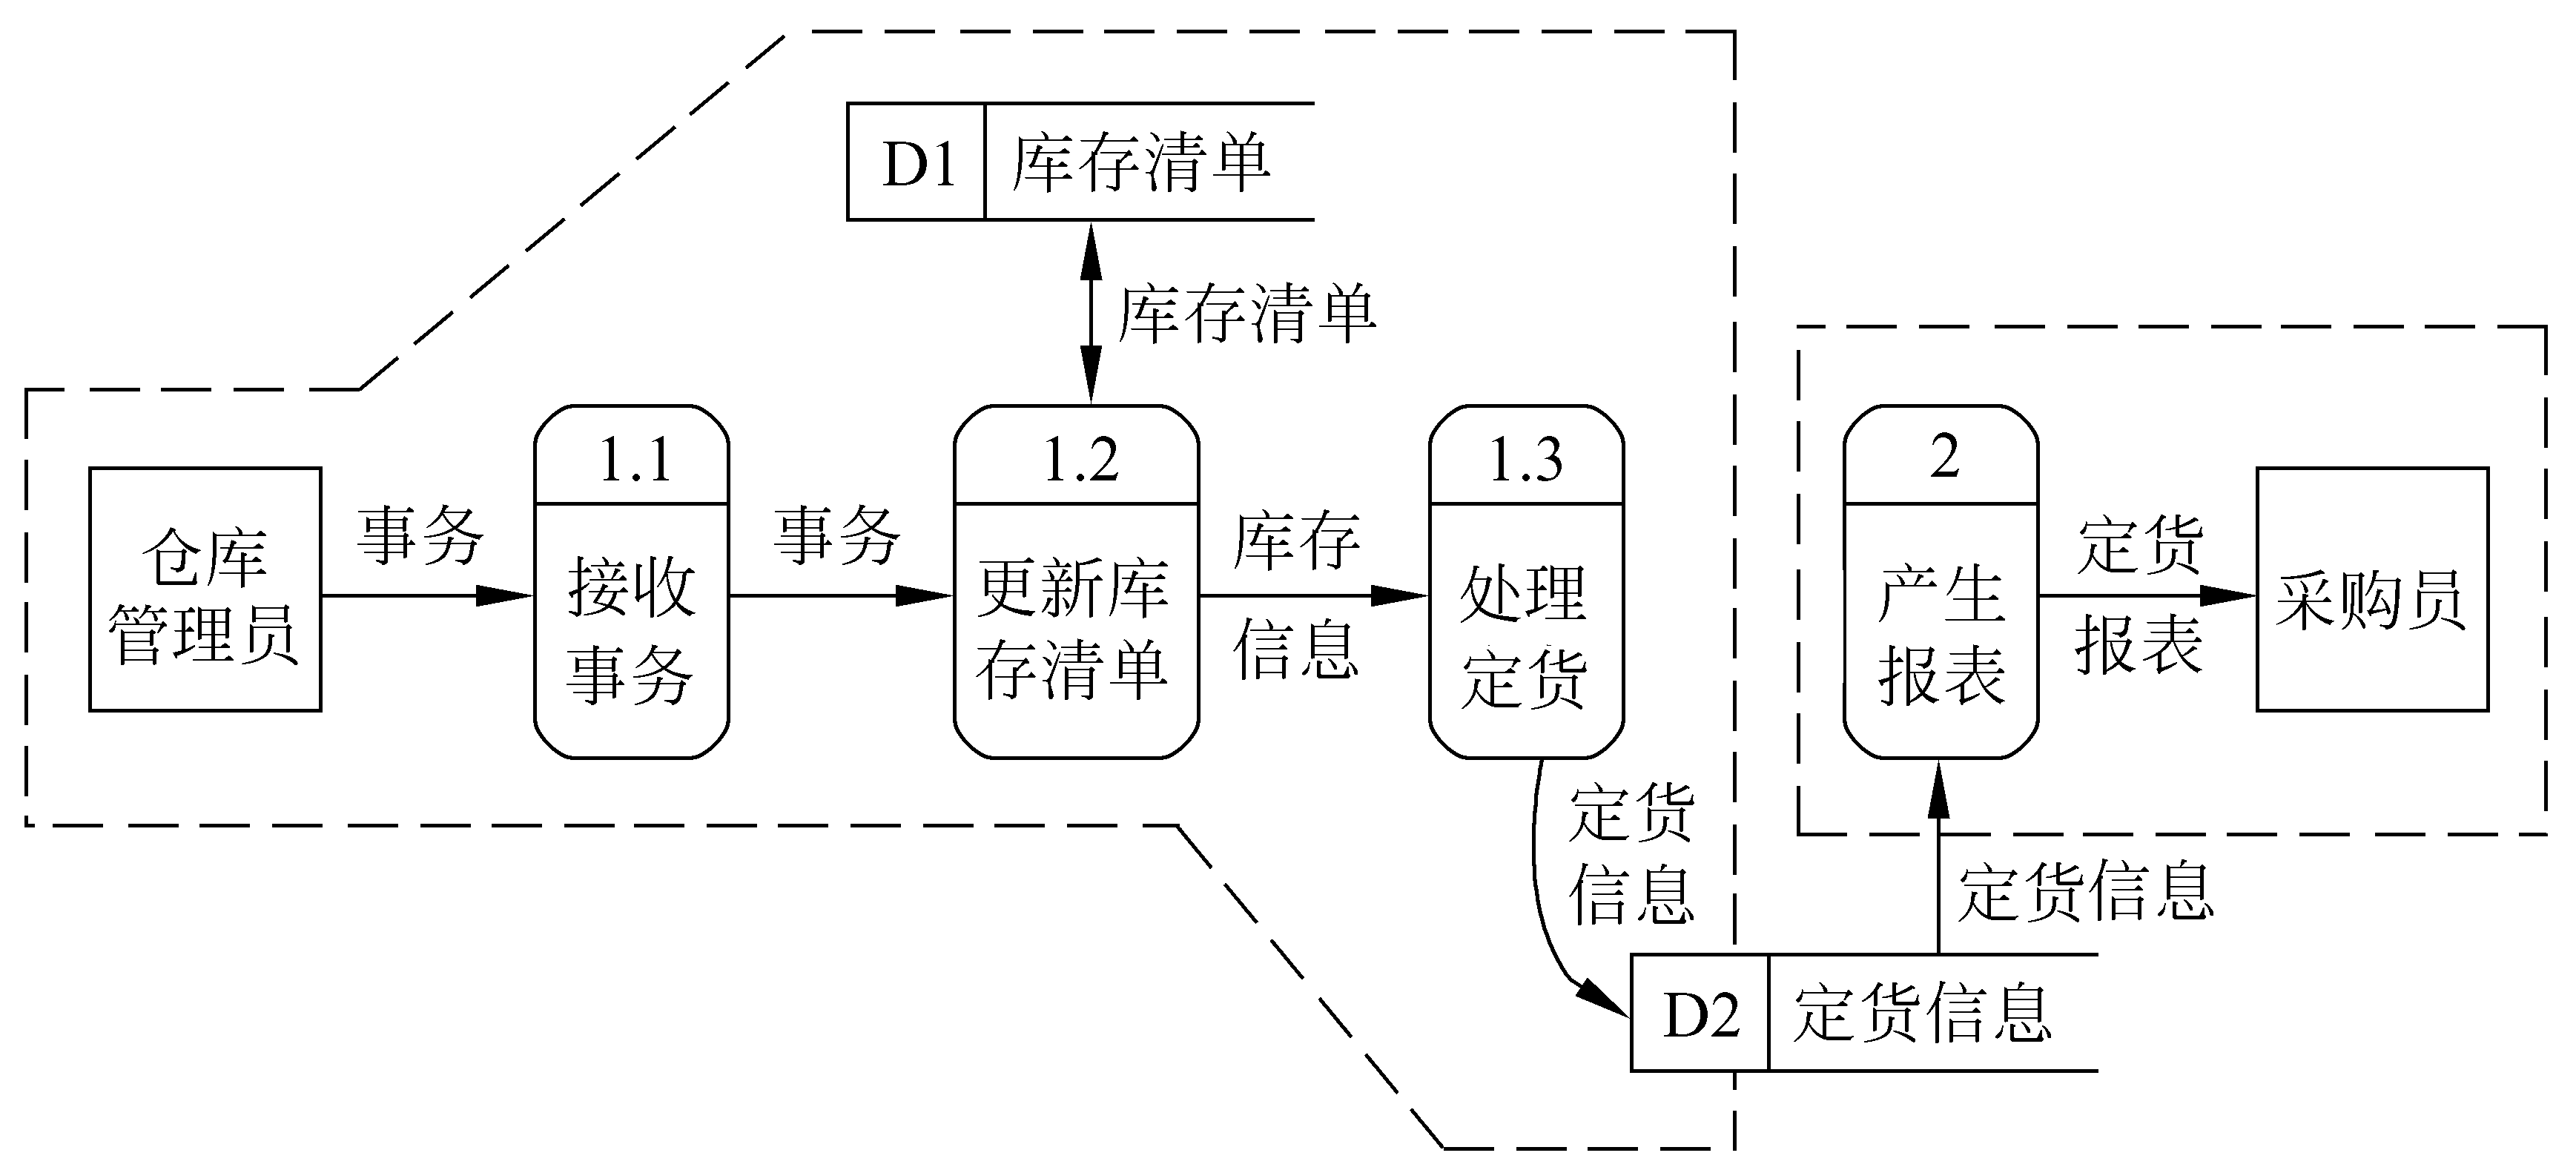 D1 库存清单
库存清单
仓库
管理员
事务
1.1
接收
事务
事务
1.2
更新库
存清单
库存
信息
1.3
处理
定货
定货
信息
D2 定货信息
定货信息
2
产生
报表
定货
报表
采购员